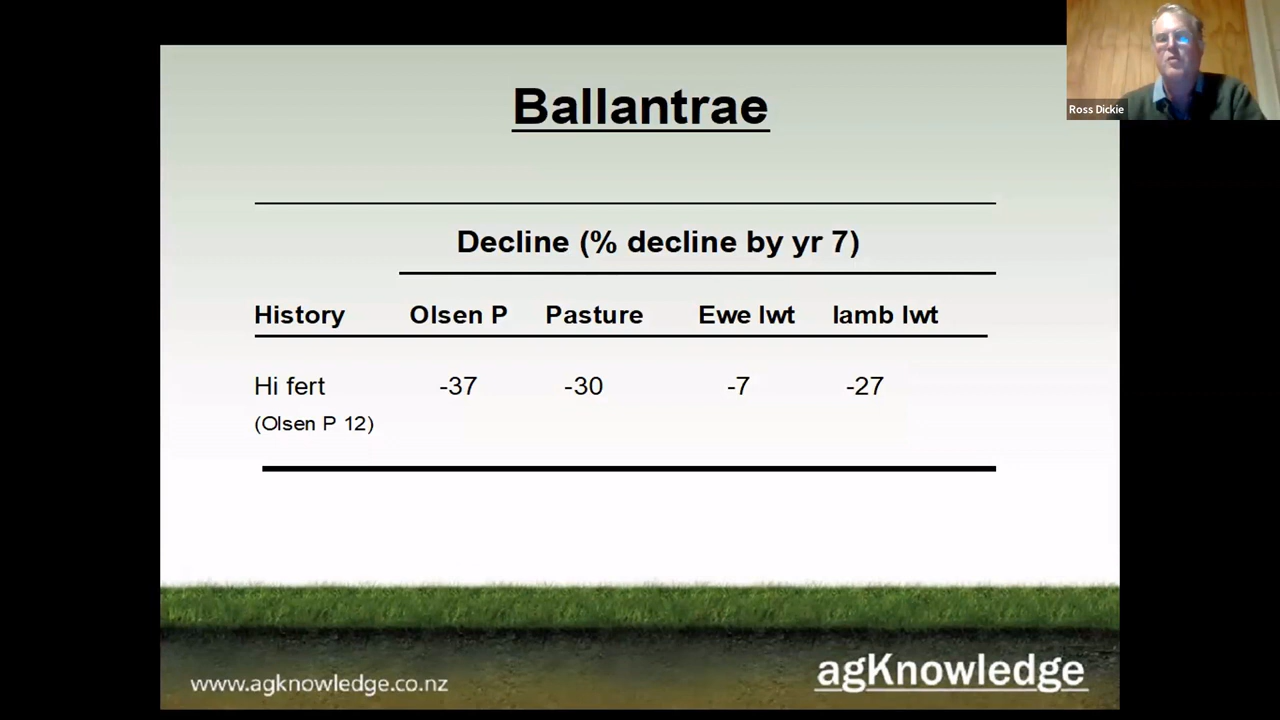 Ross Dickie
Ballantrae
Decline (% decline by yr 7)
History Olsen P Pasture Ewe lwt lamb lwt
Hi fert -37 -30 -7 -27
(Olsen P 12)
www.agknowledge.co.nz
agKnowledge